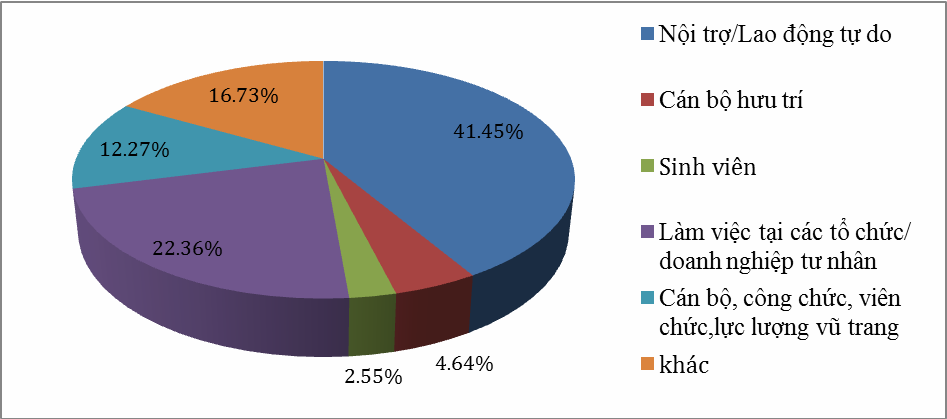 Nội trợ/Lao động tự do
16.73%
41.45%
Cán bộ hưu trí
12.27%
Sinh viên
22.36%
Làm việc tại các tổ chức/
doanh nghiệp tư nhân
Cán bộ, công chức, viên
chức,lực lượng vũ trang
2.55%
4.64%
khác